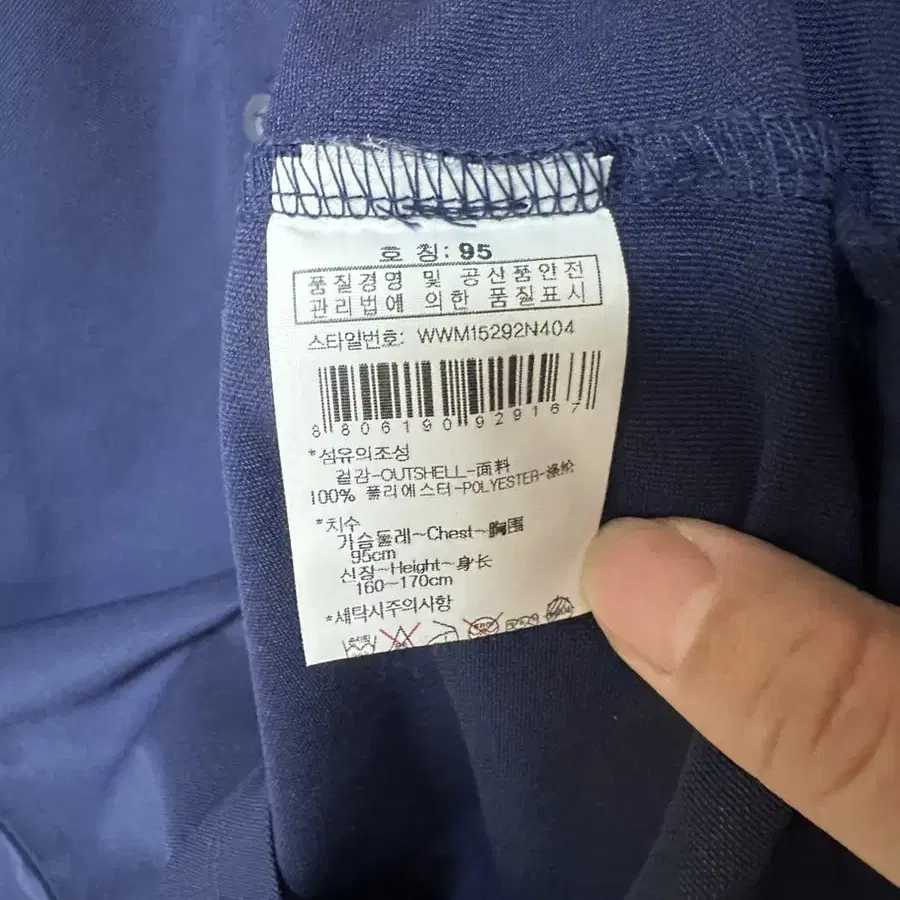 호 칭: 95
품질경영 및 공산품안전
관리법에 의한 품질표시
스타일번호: WWM15292N404
8 806190 929167
*섬유의조성
겉감-OUTSHELL-面料
100% 폴리에스터-POLYESTER-涤纶
*치수
가슴둘레~Chest~胸围
95cm
신장~Height~身长
160~170cm
*세탁시주의사항